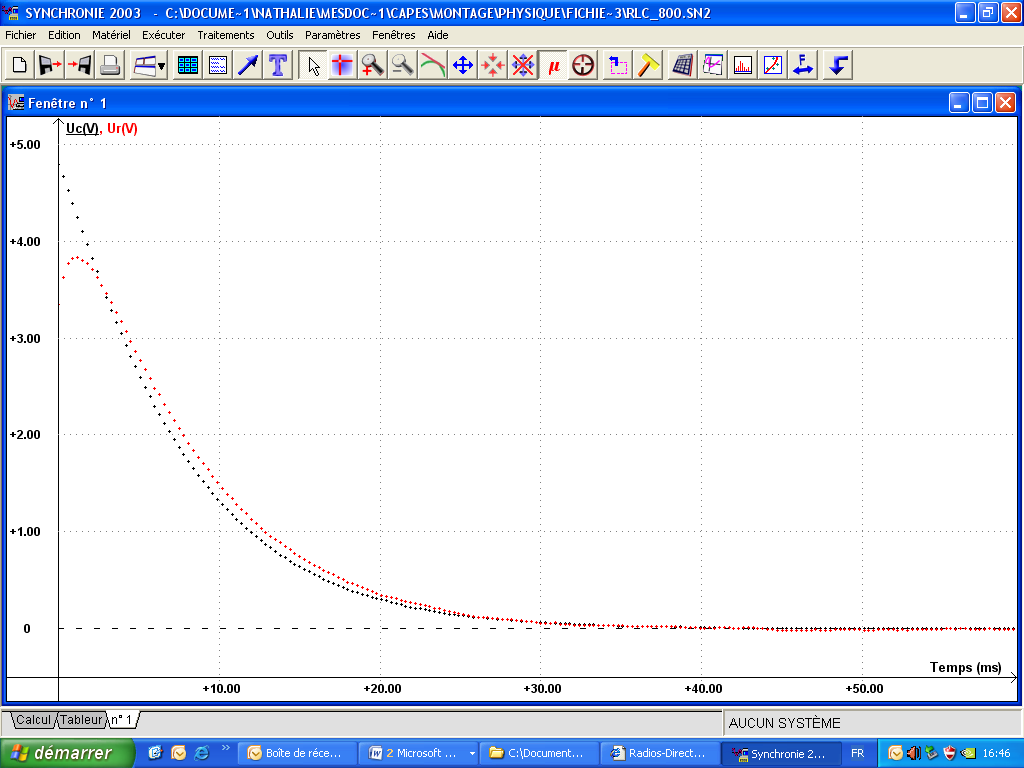 SYNCHRONIE 2003 - C:\DOCUME~1\NATHALIE\MESDOC~1\CAPES\MONTAGE\PHYSIQUE\FICHIE~3\RLC_800.SN2
Fichier Edition Matériel Exécuter Traitements Outils Paramètres Fenêtres Aide
T μ
Fenêtre n° 1
Uc(V), Ur(V)
+5.00
+4.00
+3.00
+2.00
+1.00
0
Temps (ms)
+10.00 +20.00 +30.00 +40.00 +50.00
Calcul Tableur n° 1
AUCUN SYSTÈME
démarrer » Boîte de réce... 2 Microsoft ... C:\Document... Radios-Direct... Synchronie 2... FR 16:46